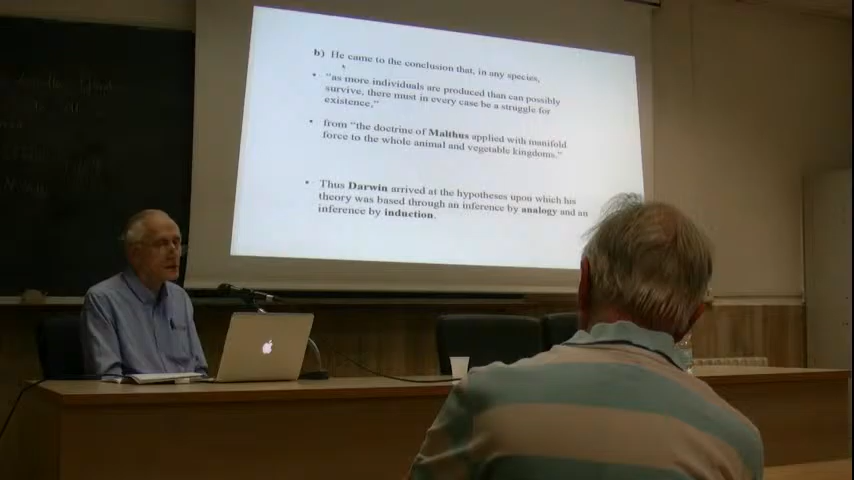 b) He came to the conclusion that, in any species,
• "as more individuals are produced than can possibly
survive, there must in every case be a struggle for
existence,"
• from "the doctrine of Malthus applied with manifold
force to the whole animal and vegetable kingdoms."
• Thus Darwin arrived at the hypotheses upon which his
theory was based through an inference by analogy and an
inference by induction.